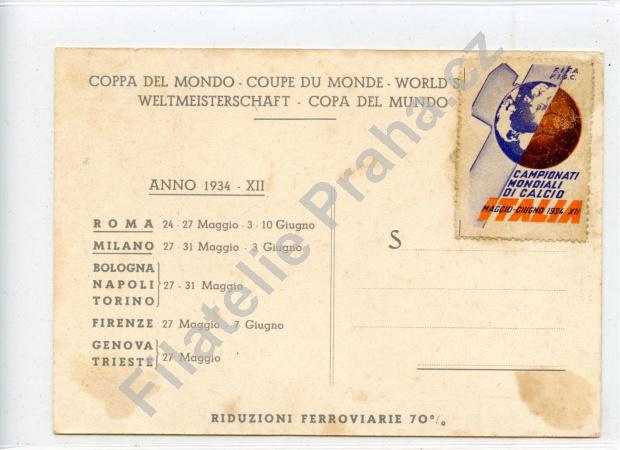 COPPA DEL MONDO - COUPE DU MONDE - WORLD'S
WELTMEISTERSCHAFT - COPA DEL MUNDO
F.I.F.A.
F.I.G.C.
CAMPIONATI
MONDIALI
DI CALCIO
MAGGIO-GIUGNO 1934-XII
ITALIA
ANNO 1934 - XII
ROMA 24 - 27 Maggio - 3 - 10 Giugno
MILANO 27 - 31 Maggio - 3 Giugno
BOLOGNA
NAPOLI 27 - 31 Maggio
TORINO
FIRENZE 27 Maggio - 7 Giugno
GENOVA
TRIESTE 27 Maggio
S
RIDUZIONI FERROVIARIE 70%
Filatelie Praha.cz